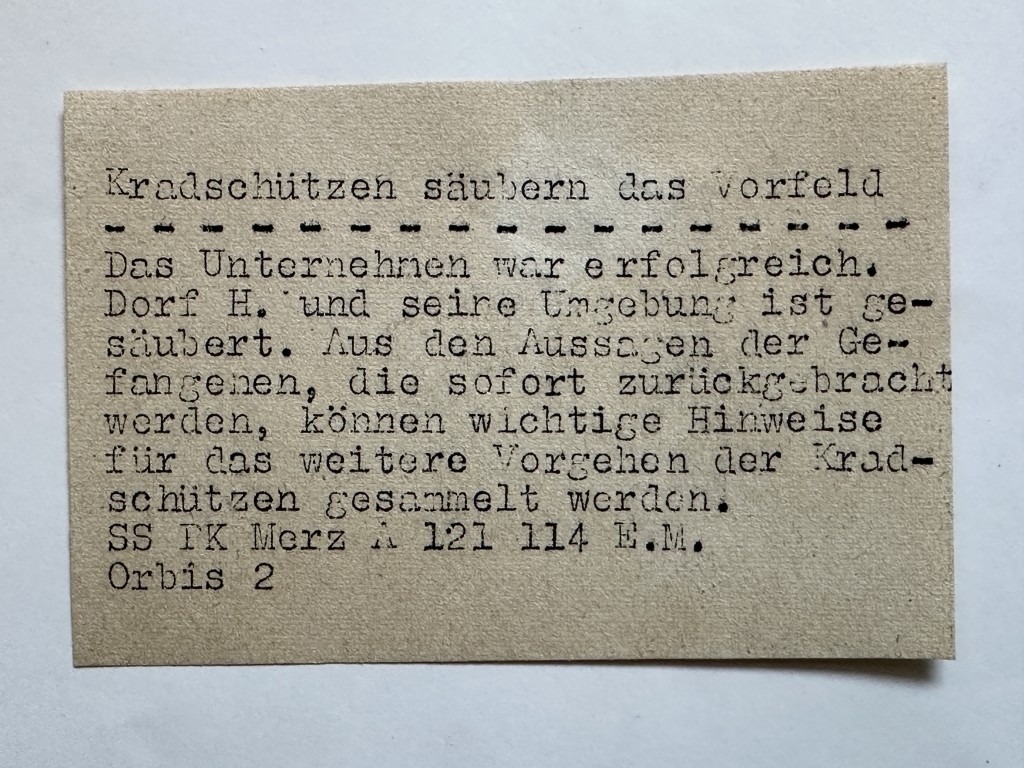 Kradschützen säubern das Vorfeld
- - - - - - - - - - - - - - - - -
Das Unternehmen war erfolgreich.
Dorf H. und seine Umgebung ist ge-
säubert. Aus den Aussagen der Ge-
fangenen, die sofort zurückgebracht
werden, können wichtige Hinweise
für das weitere Vorgehen der Krad-
schützen gesammelt werden.
SS PK Merz A 121 114 E.M.
Orbis 2